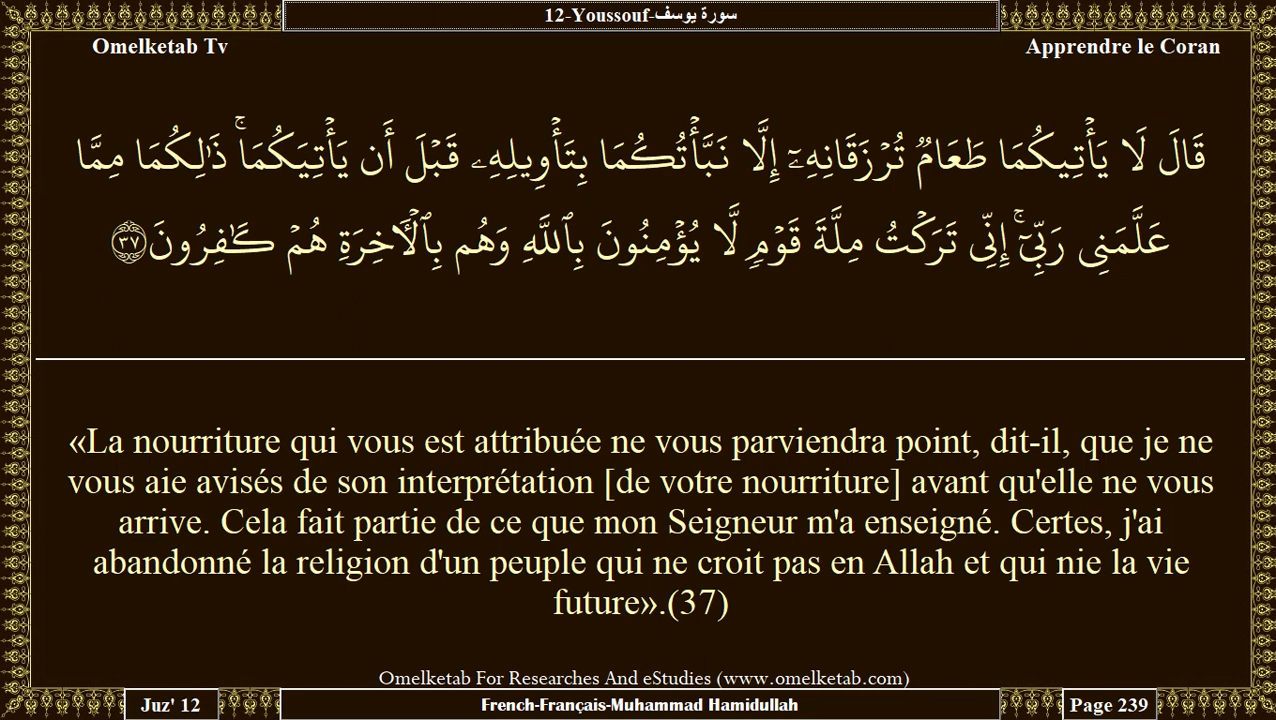 12-Youssouf-سورة يوسف
Omelketab Tv
Apprendre le Coran
قَالَ لَا يَأۡتِيكُمَا طَعَامٞ تُرۡزَقَانِهِۦٓ إِلَّا نَبَّأۡتُكُمَا بِتَأۡوِيلِهِۦ قَبۡلَ أَن يَأۡتِيَكُمَاۚ ذَٰلِكُمَا مِمَّا
عَلَّمَنِي رَبِّيٓۚ إِنِّي تَرَكۡتُ مِلَّةَ قَوۡمٖ لَّا يُؤۡمِنُونَ بِٱللَّهِ وَهُم بِٱلۡأٓخِرَةِ هُمۡ كَٰفِرُونَ ٣٧
«La nourriture qui vous est attribuée ne vous parviendra point, dit-il, que je ne
vous aie avisés de son interprétation [de votre nourriture] avant qu'elle ne vous
arrive. Cela fait partie de ce que mon Seigneur m'a enseigné. Certes, j'ai
abandonné la religion d'un peuple qui ne croit pas en Allah et qui nie la vie
future».(37)
Omelketab For Researches And eStudies (www.omelketab.com)
Juz' 12
French-Français-Muhammad Hamidullah
Page 239